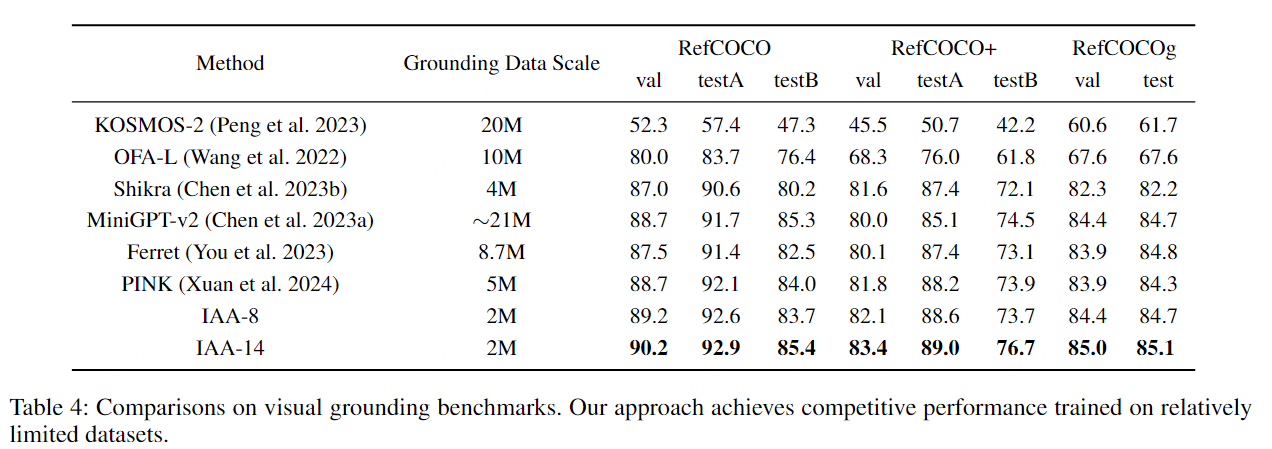 Method Grounding Data Scale RefCOCO RefCOCO+ RefCOCOg
val testA testB val testA testB val test
KOSMOS-2 (Peng et al. 2023) 20M 52.3 57.4 47.3 45.5 50.7 42.2 60.6 61.7
OFA-L (Wang et al. 2022) 10M 80.0 83.7 76.4 68.3 76.0 61.8 67.6 67.6
Shikra (Chen et al. 2023b) 4M 87.0 90.6 80.2 81.6 87.4 72.1 82.3 82.2
MiniGPT-v2 (Chen et al. 2023a) ~21M 88.7 91.7 85.3 80.0 85.1 74.5 84.4 84.7
Ferret (You et al. 2023) 8.7M 87.5 91.4 82.5 80.1 87.4 73.1 83.9 84.8
PINK (Xuan et al. 2024) 5M 88.7 92.1 84.0 81.8 88.2 73.9 83.9 84.3
IAA-8 2M 89.2 92.6 83.7 82.1 88.6 73.7 84.4 84.7
IAA-14 2M 90.2 92.9 85.4 83.4 89.0 76.7 85.0 85.1
Table 4: Comparisons on visual grounding benchmarks. Our approach achieves competitive performance trained on relatively
limited datasets.